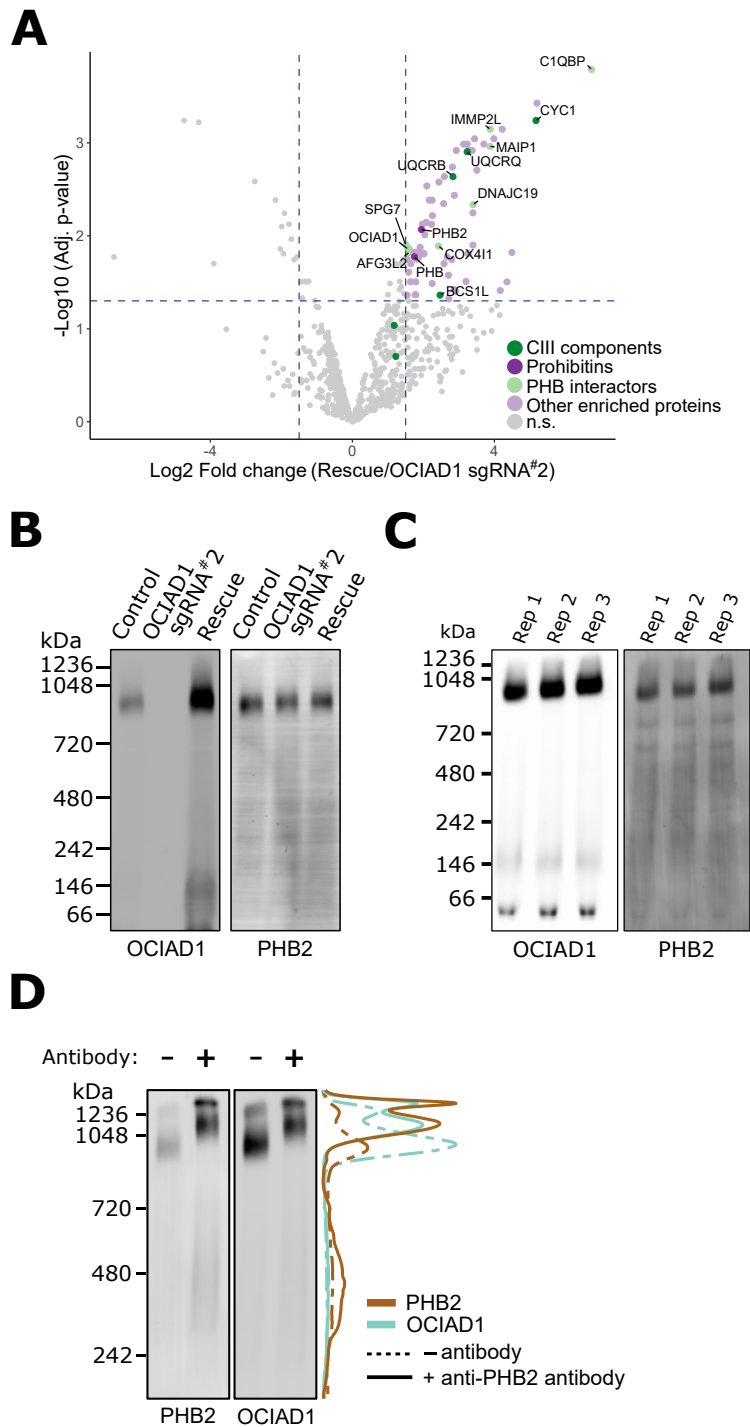 A
-Log10 (Adj. p-value)
3
2
1
0
-4
0
4
Log2 Fold change (Rescue/OCIAD1 sgRNA#2)
C1QBP
CYC1
IMMP2L
MAIP1
UQCRB
UQCRQ
DNAJC19
SPG7
PHB2
OCIAD1
COX4I1
AFG3L2
PHB
BCS1L
CIII components
Prohibitins
PHB interactors
Other enriched proteins
n.s.
B
Control
OCIAD1
sgRNA#2
Rescue
Control
OCIAD1
sgRNA#2
Rescue
kDa
1236
1048
720
480
242
146
66
OCIAD1
PHB2
C
Rep 1
Rep 2
Rep 3
Rep 1
Rep 2
Rep 3
kDa
1236
1048
720
480
242
146
66
OCIAD1
PHB2
D
Antibody: – + – +
kDa
1236
1048
720
480
242
PHB2
OCIAD1
PHB2
OCIAD1
– antibody
+ anti-PHB2 antibody